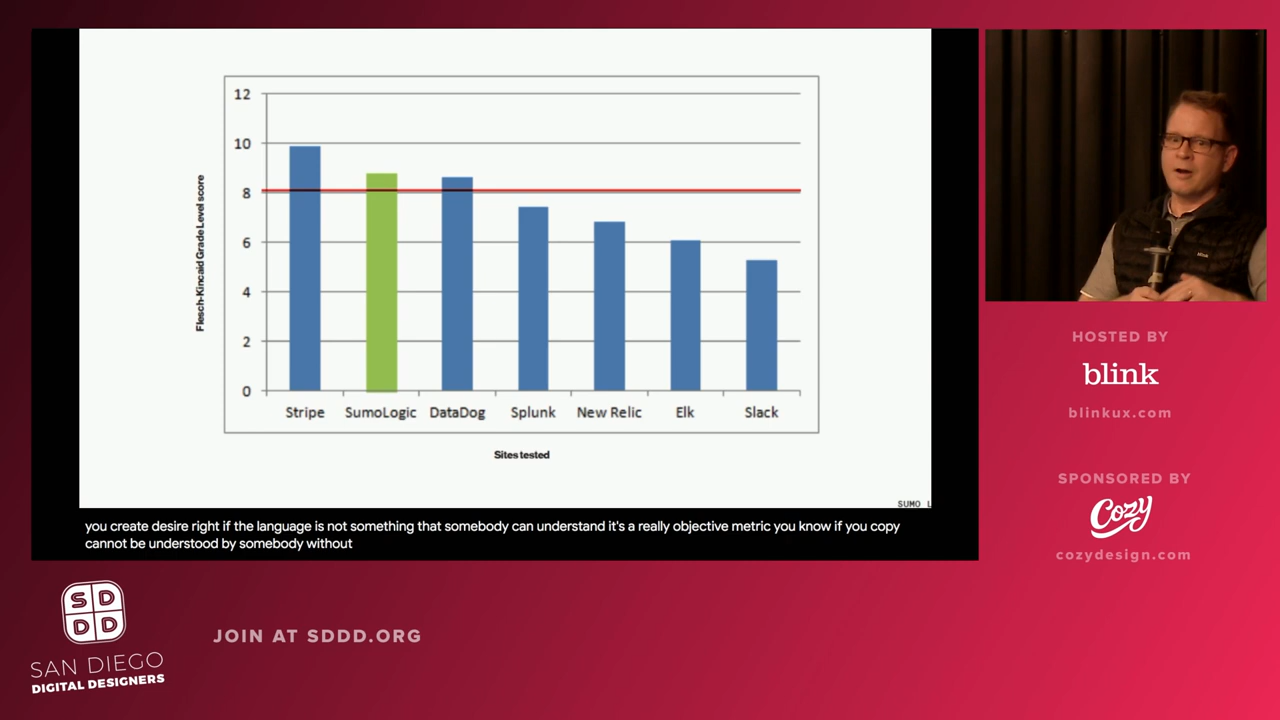 12
10
8
6
4
2
0
Flesch-Kincaid Grade Level score
Stripe SumoLogic DataDog Splunk New Relic Elk Slack
Sites tested
SUMO L
you create desire right if the language is not something that somebody can understand it's a really objective metric you know if you copy
cannot be understood by somebody without
blink
HOSTED BY
blink
blinkux.com
SPONSORED BY
Cozy
cozydesign.com
SD
DD
SAN DIEGO
DIGITAL DESIGNERS
JOIN AT SDDD.ORG